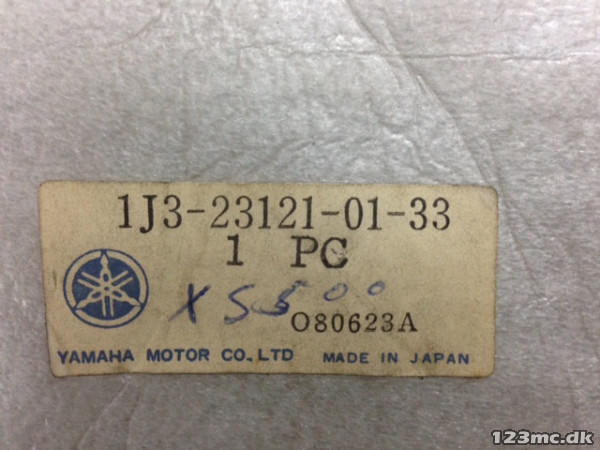 1J3-23121-01-33
1 PC
XS500
O80623A
YAMAHA MOTOR CO., LTD MADE IN JAPAN
123mc.dk